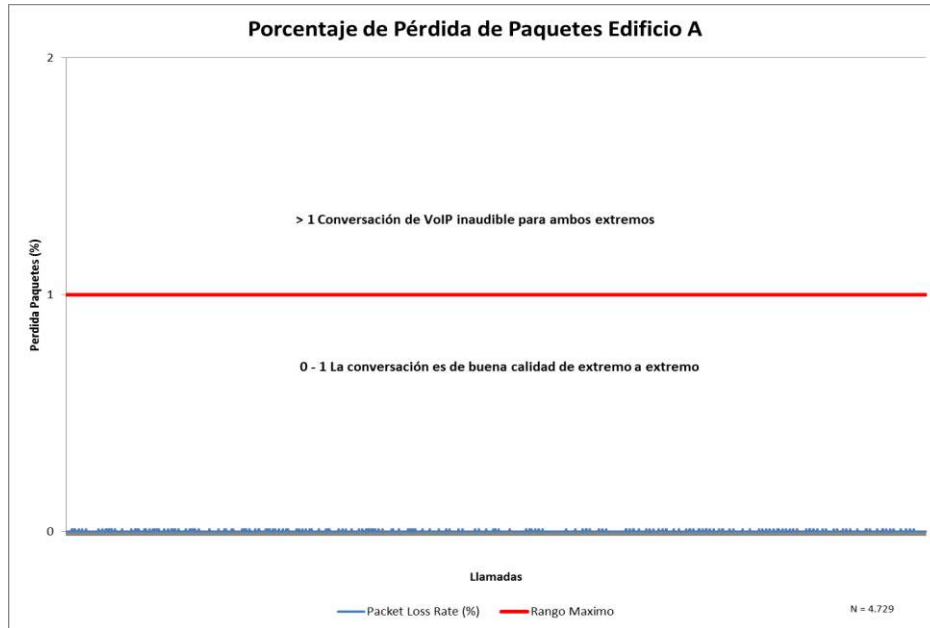 Porcentaje de Pérdida de Paquetes Edificio A
2
> 1 Conversación de VoIP inaudible para ambos extremos
Perdida Paquetes (%)
1
0 - 1 La conversación es de buena calidad de extremo a extremo
0
Llamadas
Packet Loss Rate (%)
Rango Maximo
N = 4.729